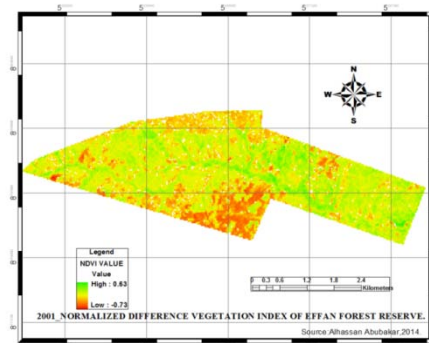 N
W E
S
Legend
NDVI VALUE
Value
High : 0.63
Low : -0.73
0 0.3 0.6 1.2 1.8 2.4
Kilometers
2001_NORMALIZED DIFFERENCE VEGETATION INDEX OF EFFAN FOREST RESERVE.
Source:Alhassan Abubakar,2014.